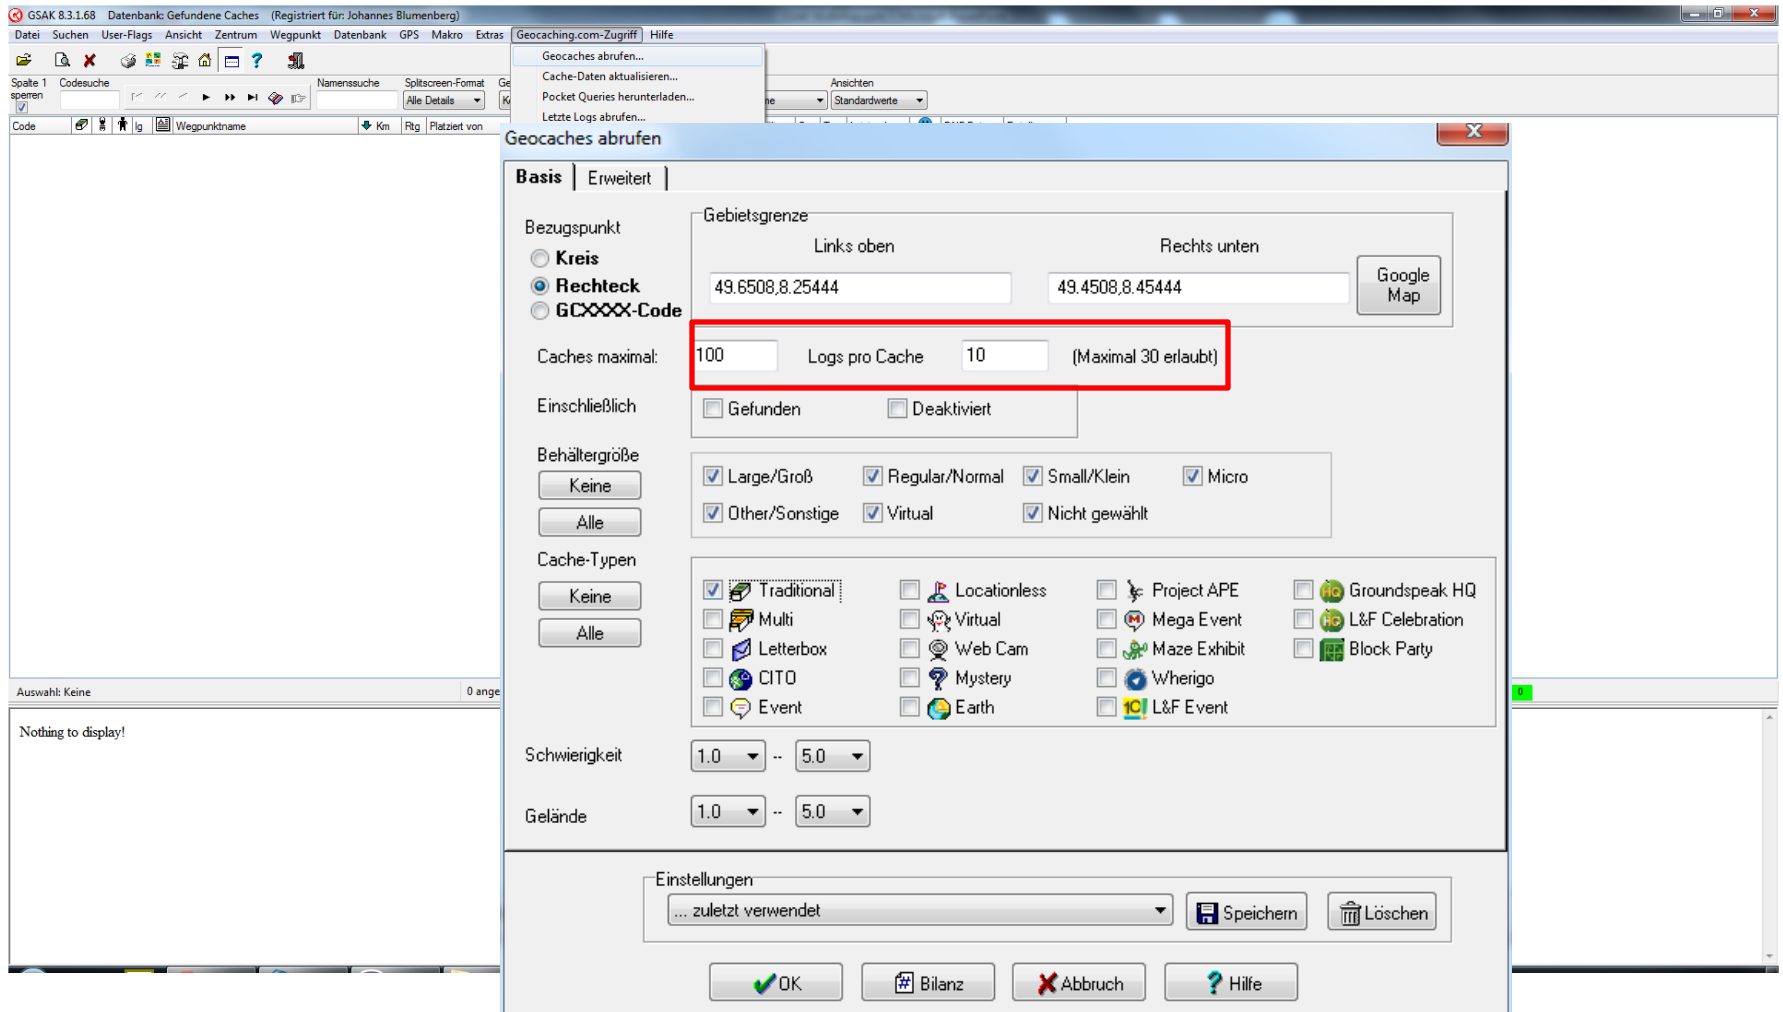 GSAK 8.3.1.68 Datenbank: Gefundene Caches (Registriert für: Johannes Blumenberg)
Datei Suchen User-Flags Ansicht Zentrum Wegpunkt Datenbank GPS Makro Extras Geocaching.com-Zugriff Hilfe
Geocaches abrufen...
Cache-Daten aktualisieren...
Pocket Queries herunterladen...
Letzte Logs abrufen...
Spalte 1 sperren Codesuche Namenssuche Splitscreen-Format Ansichten
Alle Details Standardwerte
Code lg Wegpunktname Km Rtg Platziert von
Geocaches abrufen
Basis Erweitert
Bezugspunkt
Kreis
Rechteck
GCXXXX-Code
Gebietsgrenze
Links oben Rechts unten
49.6508,8.25444 49.4508,8.45444
Google Map
Caches maximal: 100 Logs pro Cache 10 (Maximal 30 erlaubt)
Einschließlich Gefunden Deaktiviert
Behältergröße
Keine
Alle
Large/Groß Regular/Normal Small/Klein Micro
Other/Sonstige Virtual Nicht gewählt
Cache-Typen
Keine
Alle
Traditional Locationless Project APE Groundspeak HQ
Multi Virtual Mega Event L&F Celebration
Letterbox Web Cam Maze Exhibit Block Party
CITO Mystery Wherigo
Event Earth L&F Event
Schwierigkeit 1.0 -- 5.0
Gelände 1.0 -- 5.0
Einstellungen
... zuletzt verwendet Speichern Löschen
OK Bilanz Abbruch Hilfe
Auswahl: Keine 0 ange 0
Nothing to display!